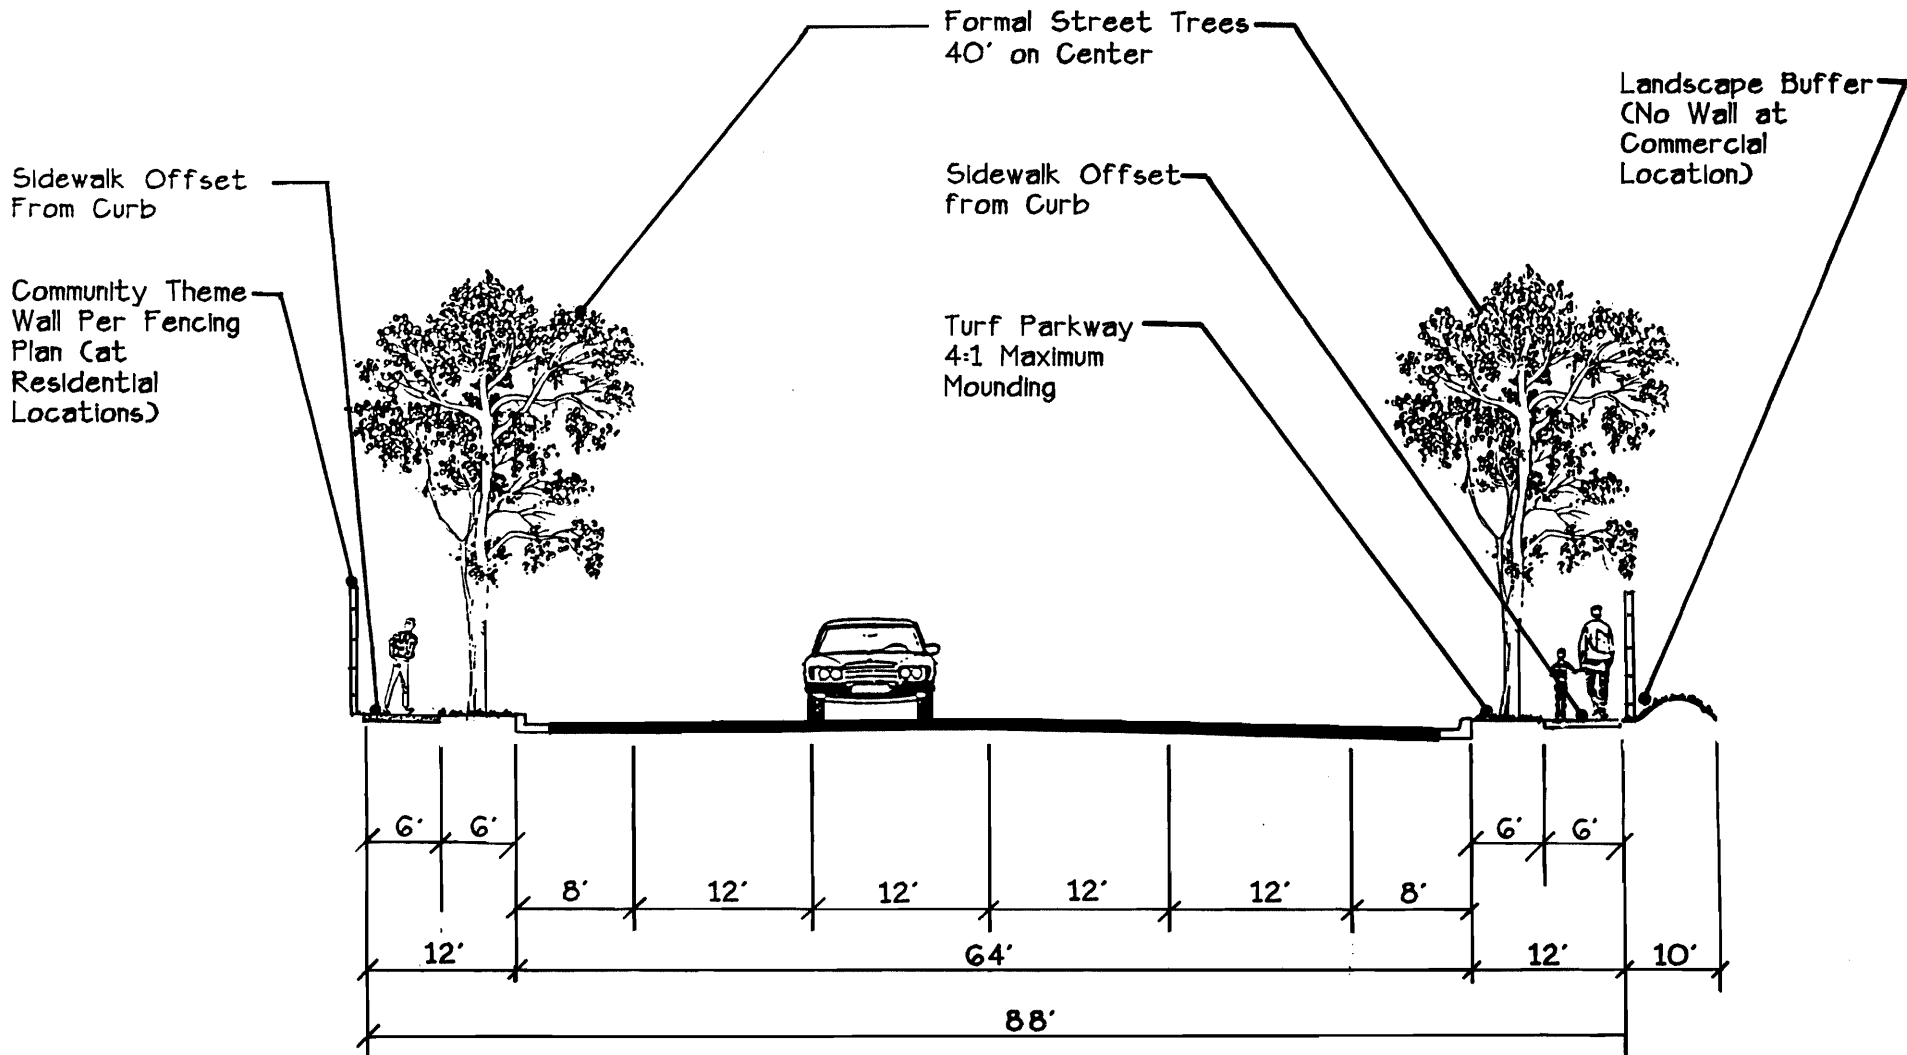 Formal Street Trees
40' on Center
Landscape Buffer
(No Wall at
Commercial
Location)
Sidewalk Offset
From Curb
Sidewalk Offset
from Curb
Community Theme
Wall Per Fencing
Plan (at
Residential
Locations)
Turf Parkway
4:1 Maximum
Mounding
6' 6' 6' 6'
8' 12' 12' 12' 12' 8'
12' 64' 12' 10'
88'